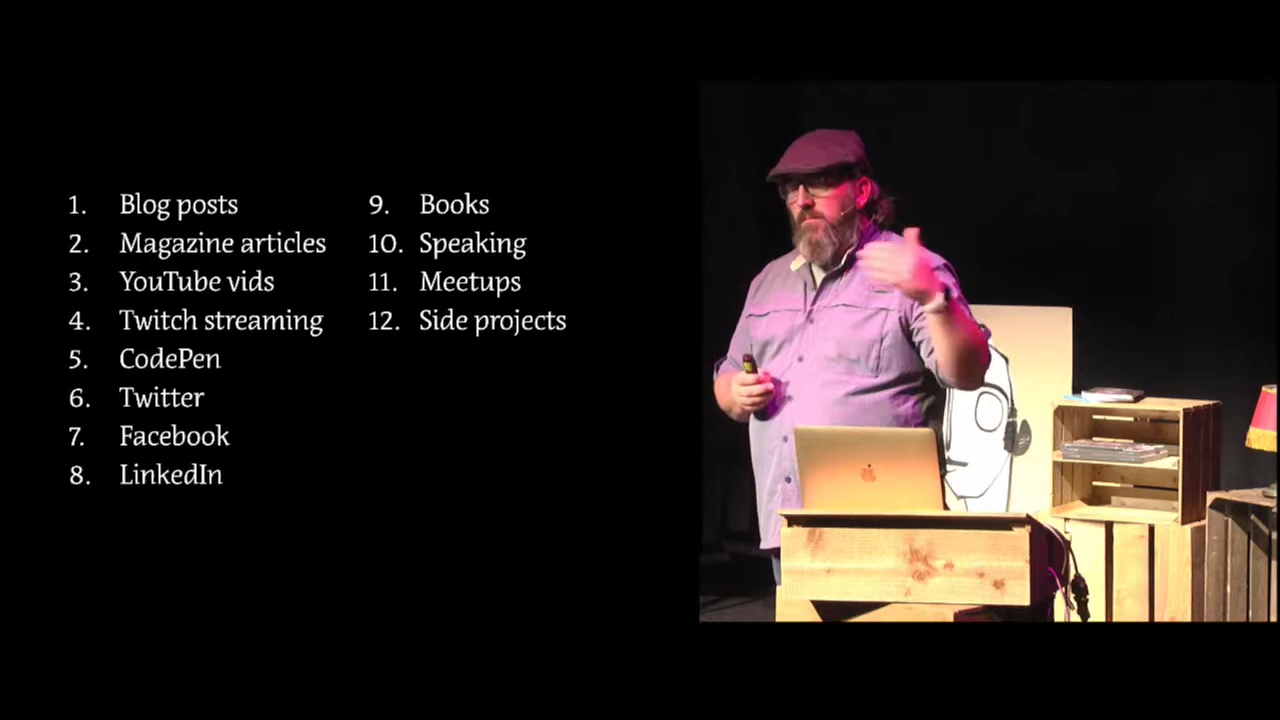 1. Blog posts
2. Magazine articles
3. YouTube vids
4. Twitch streaming
5. CodePen
6. Twitter
7. Facebook
8. LinkedIn
9. Books
10. Speaking
11. Meetups
12. Side projects